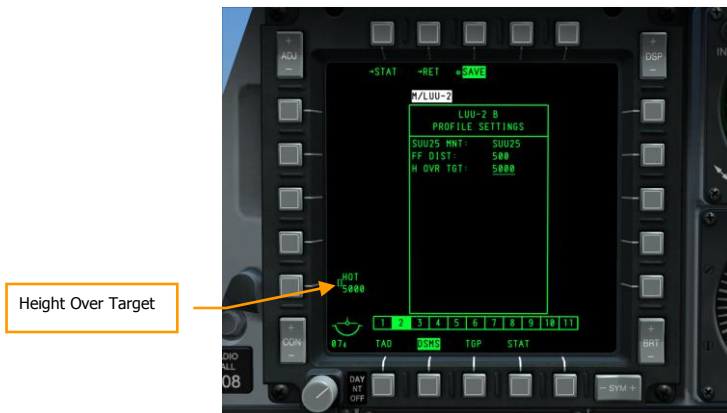 Height Over Target
ADJ
DSP
IN
→STAT →RET SAVE
M/LUU-2
LUU-2 B
PROFILE SETTINGS
SUU25 MNT: SUU25
FF DIST: 500
H OVR TGT: 5000
HOT
5000
1 2 3 4 5 6 7 8 9 10 11
TAD DSMS TGP STAT
CON
BRT
DAY
NT
OFF
- SYM +
08